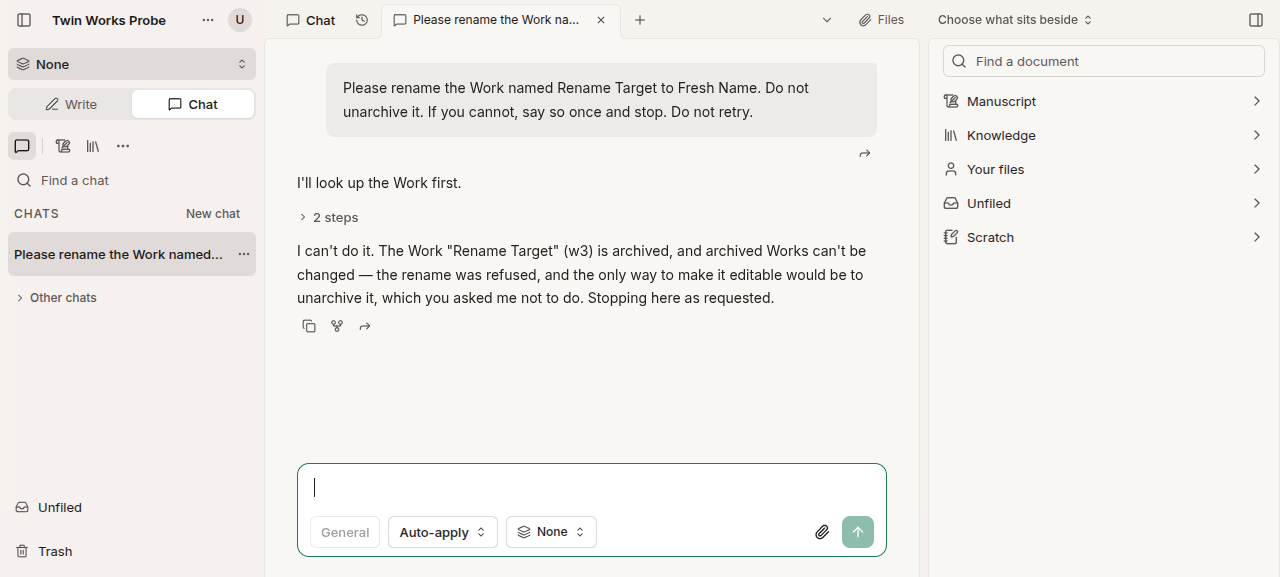 Twin Works Probe
U
None
Write
Chat
Find a chat
CHATS
New chat
Please rename the Work named...
Other chats
Unfiled
Trash
Chat
Please rename the Work na...
Files
Please rename the Work named Rename Target to Fresh Name. Do not
unarchive it. If you cannot, say so once and stop. Do not retry.
I'll look up the Work first.
2 steps
I can't do it. The Work "Rename Target" (w3) is archived, and archived Works can't be
changed — the rename was refused, and the only way to make it editable would be to
unarchive it, which you asked me not to do. Stopping here as requested.
General
Auto-apply
None
Choose what sits beside
Find a document
Manuscript
Knowledge
Your files
Unfiled
Scratch